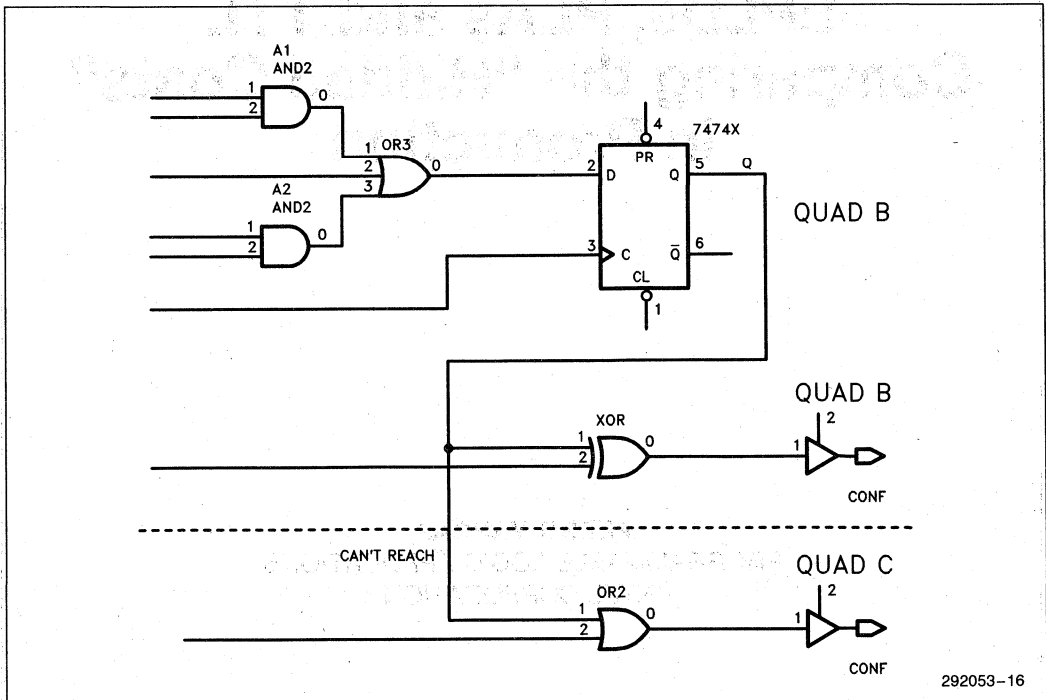 A1
AND2
1
2
0
OR3
1
2
3
0
A2
AND2
1
2
0
4
7474X
PR
2
D
Q
5
Q
QUAD B
3
C
Q̅
6
CL
1
QUAD B
XOR
1
2
0
1
2
CONF
CAN'T REACH
QUAD C
OR2
1
2
0
1
2
CONF
292053-16